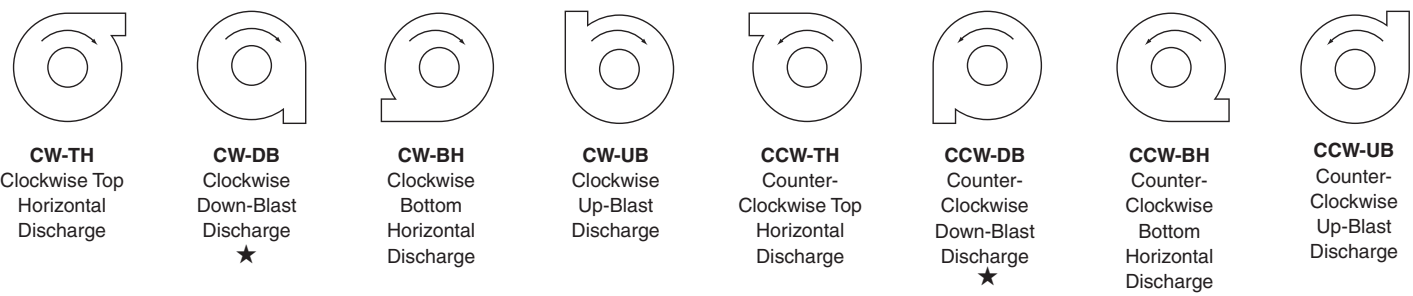 CW-TH
Clockwise Top
Horizontal
Discharge
CW-DB
Clockwise
Down-Blast
Discharge
★
CW-BH
Clockwise
Bottom
Horizontal
Discharge
CW-UB
Clockwise
Up-Blast
Discharge
CCW-TH
Counter-
Clockwise Top
Horizontal
Discharge
CCW-DB
Counter-
Clockwise
Down-Blast
Discharge
★
CCW-BH
Counter-
Clockwise
Bottom
Horizontal
Discharge
CCW-UB
Counter-
Clockwise
Up-Blast
Discharge